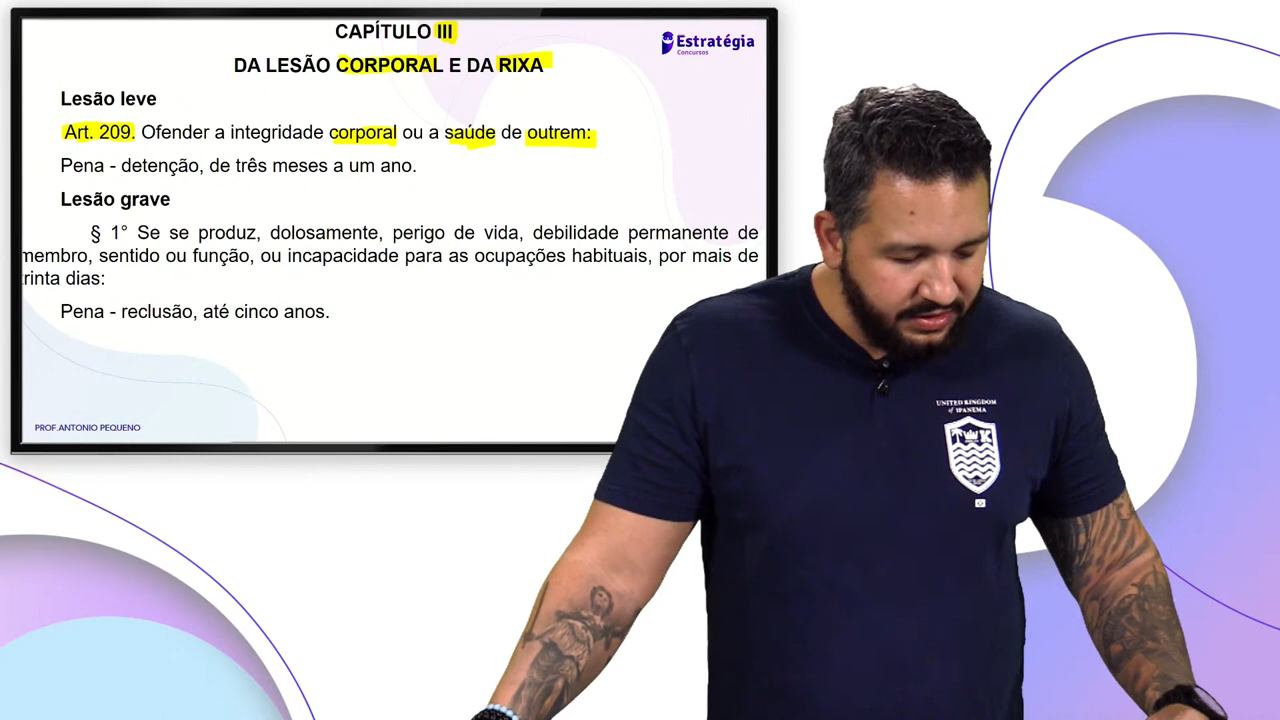 CAPÍTULO III
DA LESÃO CORPORAL E DA RIXA
Estratégia
Concursos
Lesão leve
Art. 209. Ofender a integridade corporal ou a saúde de outrem:
Pena - detenção, de três meses a um ano.
Lesão grave
§ 1° Se se produz, dolosamente, perigo de vida, debilidade permanente de
membro, sentido ou função, ou incapacidade para as ocupações habituais, por mais de
trinta dias:
Pena - reclusão, até cinco anos.
PROF.ANTONIO PEQUENO
UNITED KINGDOM
of IPANEMA